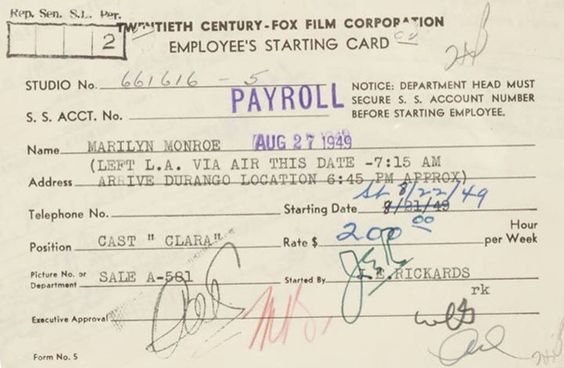 Rep. Sen. S.L. Per.
2
TWENTIETH CENTURY-FOX FILM CORPORATION
EMPLOYEE'S STARTING CARD
STUDIO No. 661616 - 5
PAYROLL
NOTICE: DEPARTMENT HEAD MUST
SECURE S. S. ACCOUNT NUMBER
BEFORE STARTING EMPLOYEE.
S. S. ACCT. No.
Name MARILYN MONROE AUG 27 1949
(LEFT L.A. VIA AIR THIS DATE -7:15 AM
Address ARRIVE DURANGO LOCATION 6:45 PM APPROX)
8/22/49
Telephone No. Starting Date 8/21/49
Position CAST " CLARA" Rate $ 200 00 Hour
per Week
Picture No. or
Department SALE A-581 Started By L.E.RICKARDS
rk
Executive Approval
Form No. 5